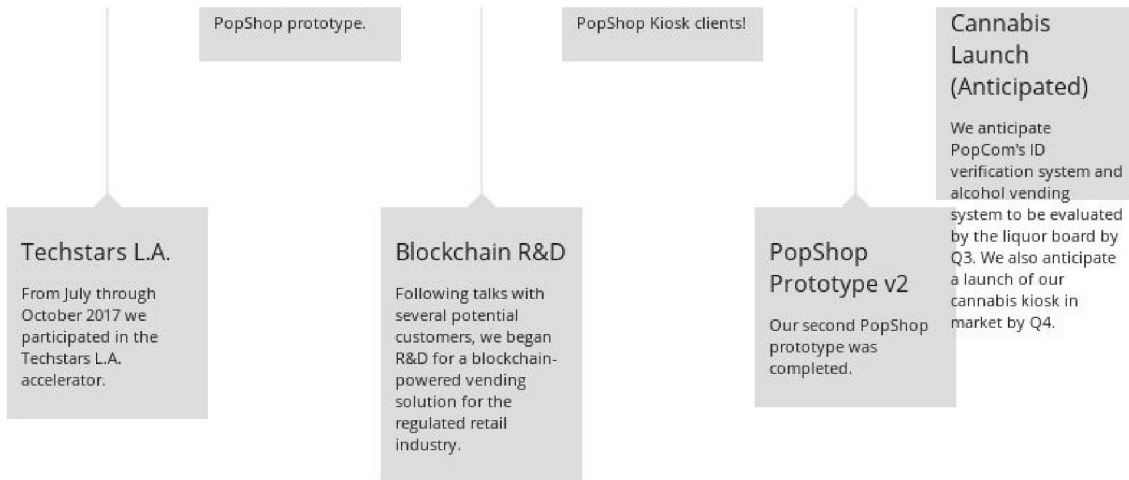 PopShop prototype.
PopShop Kiosk clients!
Cannabis
Launch
(Anticipated)
We anticipate
PopCom's ID
verification system and
alcohol vending
system to be evaluated
by the liquor board by
Q3. We also anticipate
a launch of our
cannabis kiosk in
market by Q4.
Techstars L.A.
From July through
October 2017 we
participated in the
Techstars L.A.
accelerator.
Blockchain R&D
Following talks with
several potential
customers, we began
R&D for a blockchain-
powered vending
solution for the
regulated retail
industry.
PopShop
Prototype v2
Our second PopShop
prototype was
completed.